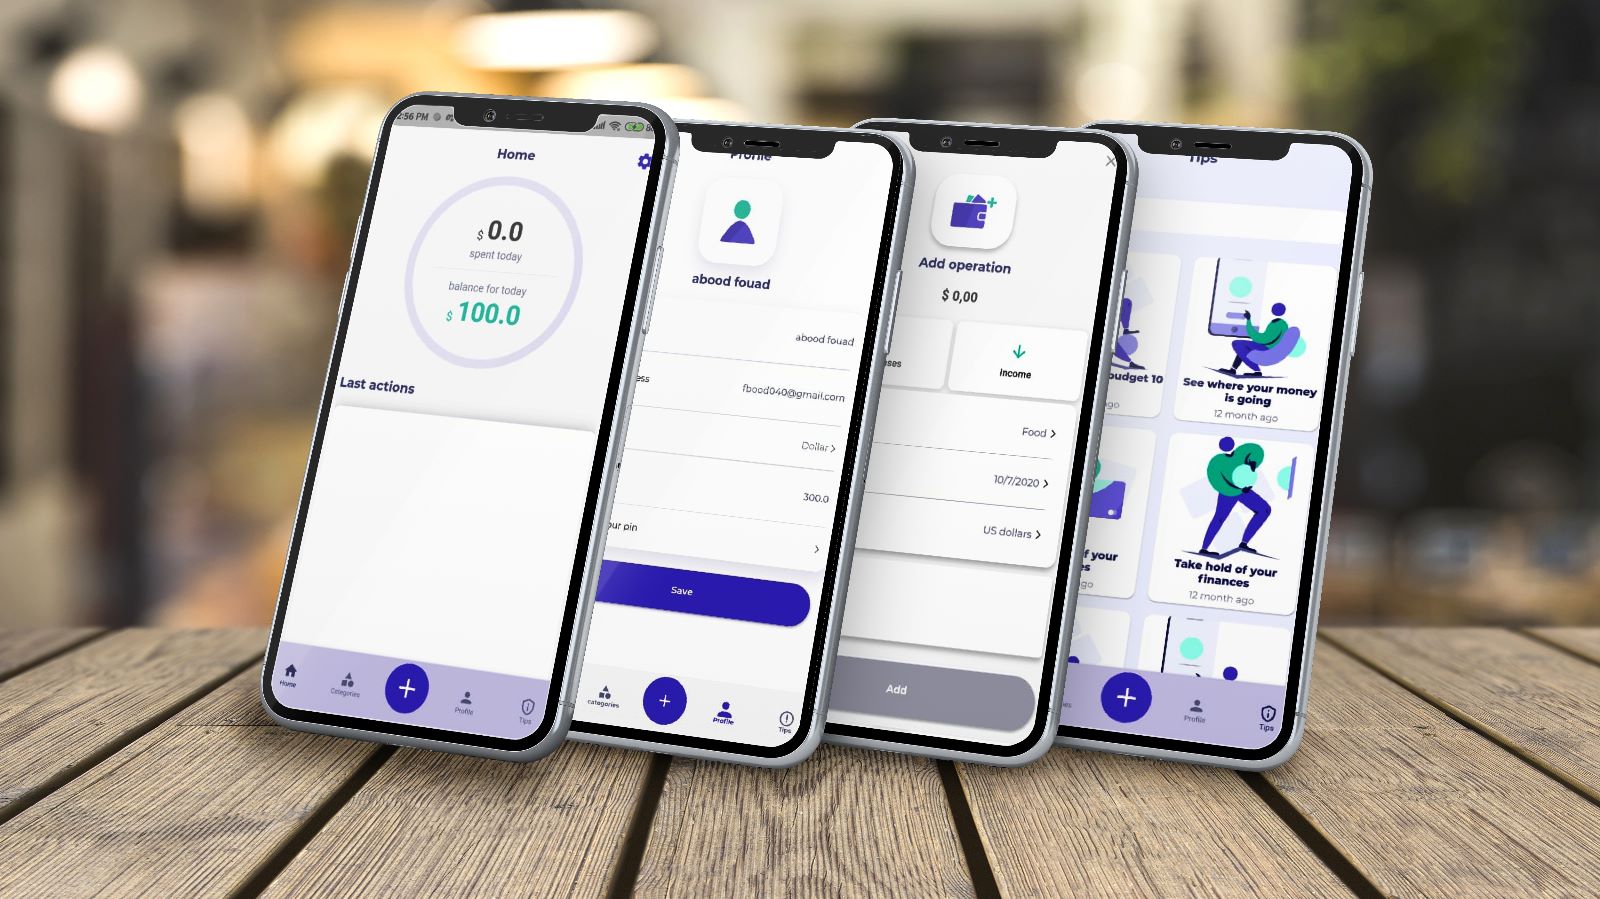 2:56 PM
Home
$ 0.0
spent today
balance for today
$ 100.0
Last actions
Home
Categories
Profile
Tips
Profile
abood fouad
abood fouad
ess
fbood040@gmail.com
Dollar
300.0
our pin
Save
categories
Profile
Tips
Add operation
$ 0,00
ses
Income
Food
10/7/2020
US dollars
Add
Tips
budget 10
ago
See where your money
is going
12 month ago
f your
es
ago
Take hold of your
finances
12 month ago
ies
Profile
Tips